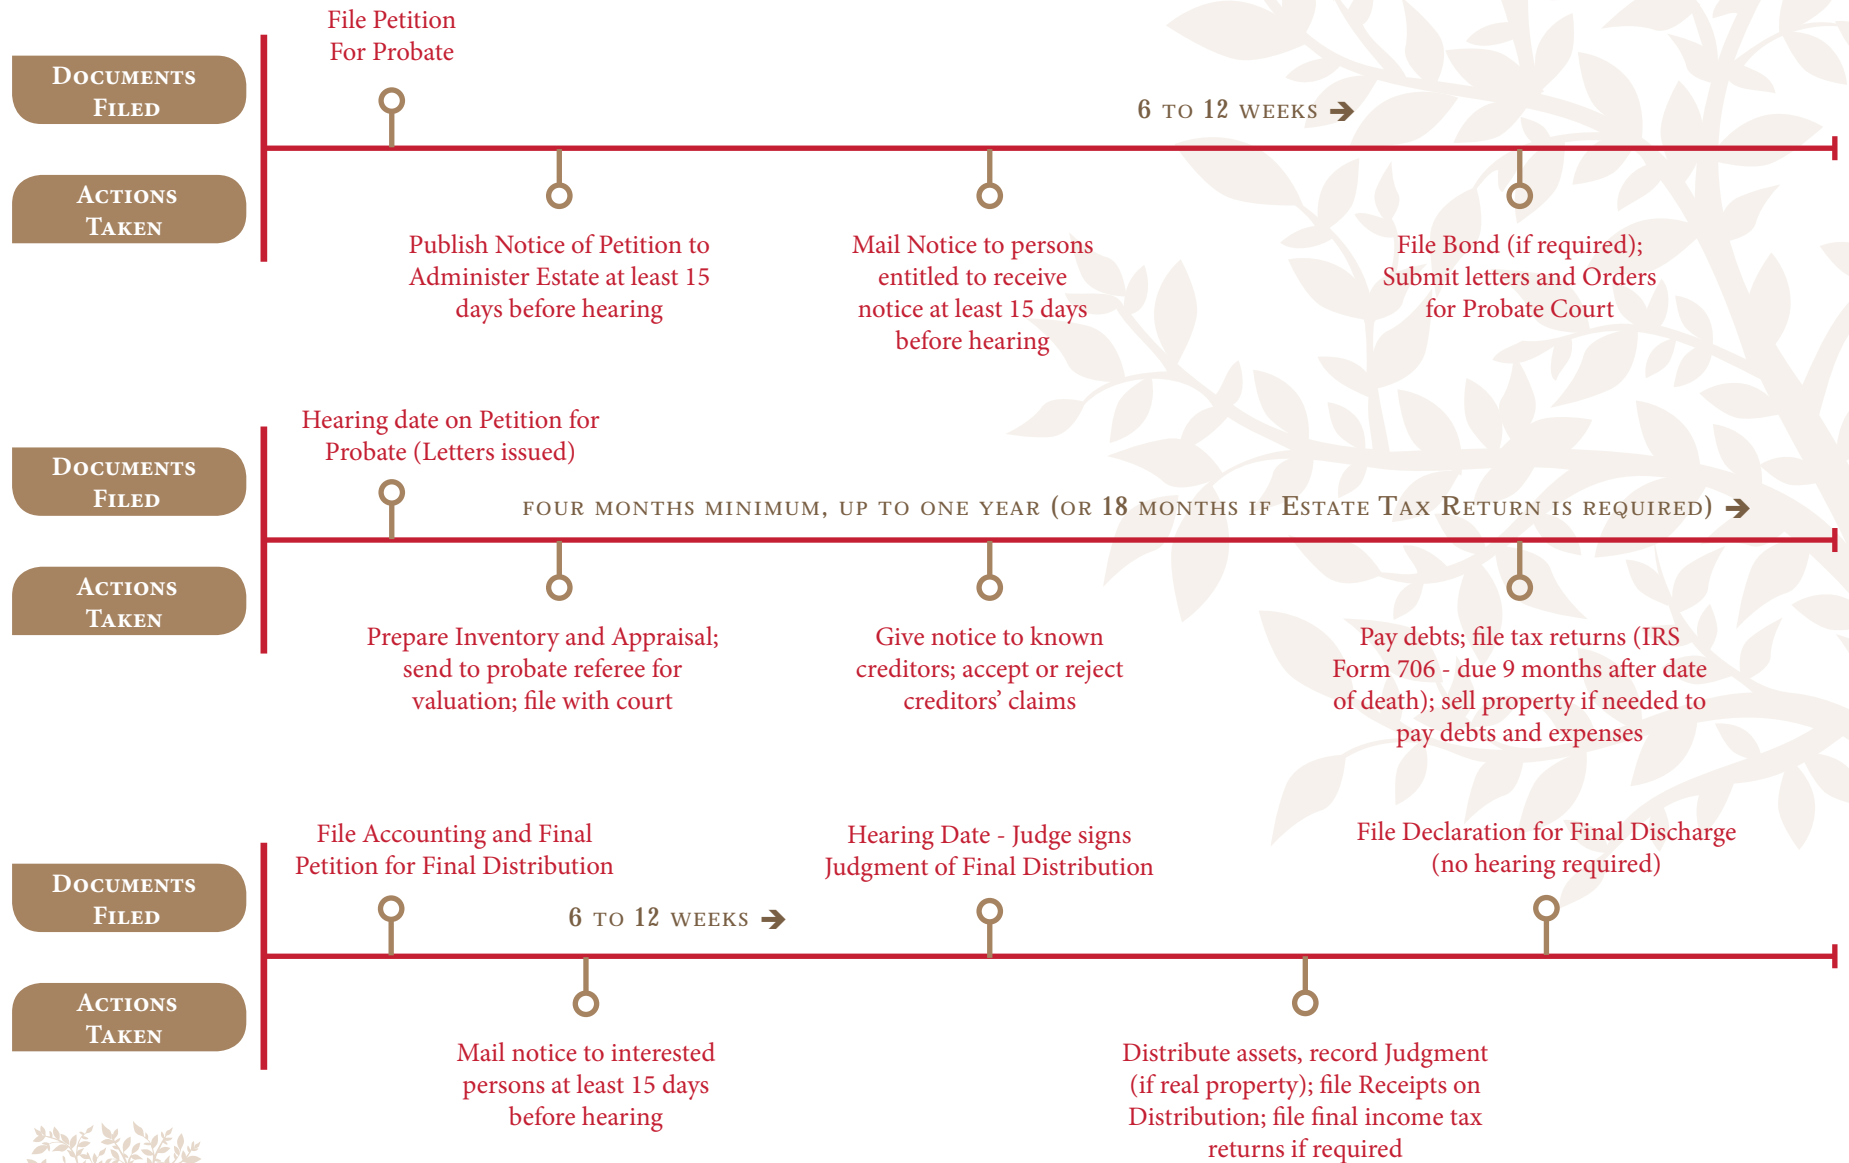 File Petition
For Probate
Documents
Filed
6 to 12 weeks ➔
Actions
Taken
Publish Notice of Petition to
Administer Estate at least 15
days before hearing
Mail Notice to persons
entitled to receive
notice at least 15 days
before hearing
File Bond (if required);
Submit letters and Orders
for Probate Court
Hearing date on Petition for
Probate (Letters issued)
Documents
Filed
four months minimum, up to one year (or 18 months if Estate Tax Return is required) ➔
Actions
Taken
Prepare Inventory and Appraisal;
send to probate referee for
valuation; file with court
Give notice to known
creditors; accept or reject
creditors’ claims
Pay debts; file tax returns (IRS
Form 706 - due 9 months after date
of death); sell property if needed to
pay debts and expenses
File Accounting and Final
Petition for Final Distribution
Hearing Date - Judge signs
Judgment of Final Distribution
File Declaration for Final Discharge
(no hearing required)
Documents
Filed
6 to 12 weeks ➔
Actions
Taken
Mail notice to interested
persons at least 15 days
before hearing
Distribute assets, record Judgment
(if real property); file Receipts on
Distribution; file final income tax
returns if required